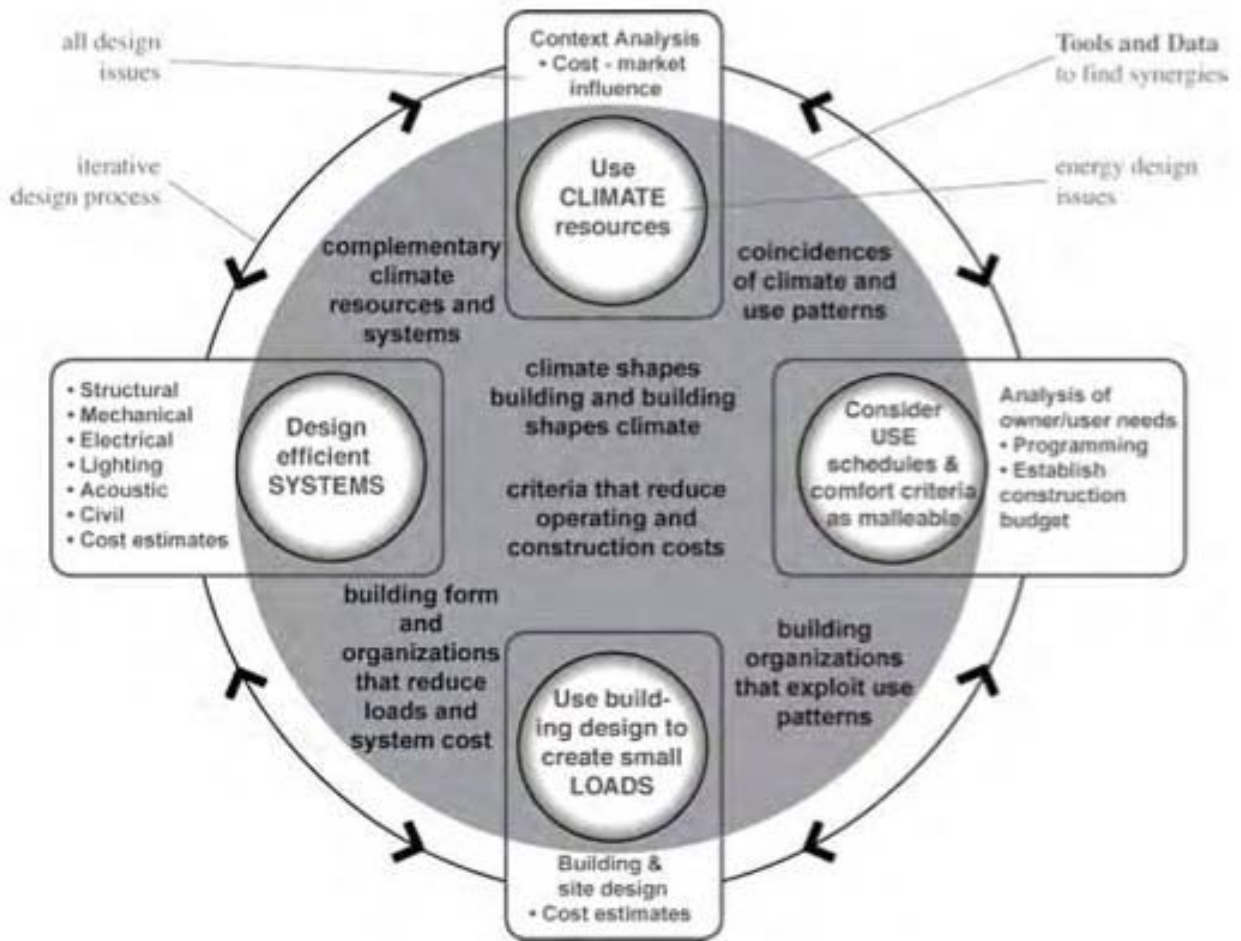 all design
issues
Context Analysis
• Cost - market
influence
Tools and Data
to find synergies
iterative
design process
Use
CLIMATE
resources
energy design
issues
complementary
climate
resources and
systems
coincidences
of climate and
use patterns
climate shapes
building and building
shapes climate
• Structural
• Mechanical
• Electrical
• Lighting
• Acoustic
• Civil
• Cost estimates
Design
efficient
SYSTEMS
Consider
USE
schedules &
comfort criteria
as malleable
Analysis of
owner/user needs
• Programming
• Establish
construction
budget
criteria that reduce
operating and
construction costs
building form
and
organizations
that reduce
loads and
system cost
building
organizations
that exploit use
patterns
Use build-
ing design to
create small
LOADS
Building &
site design
• Cost estimates